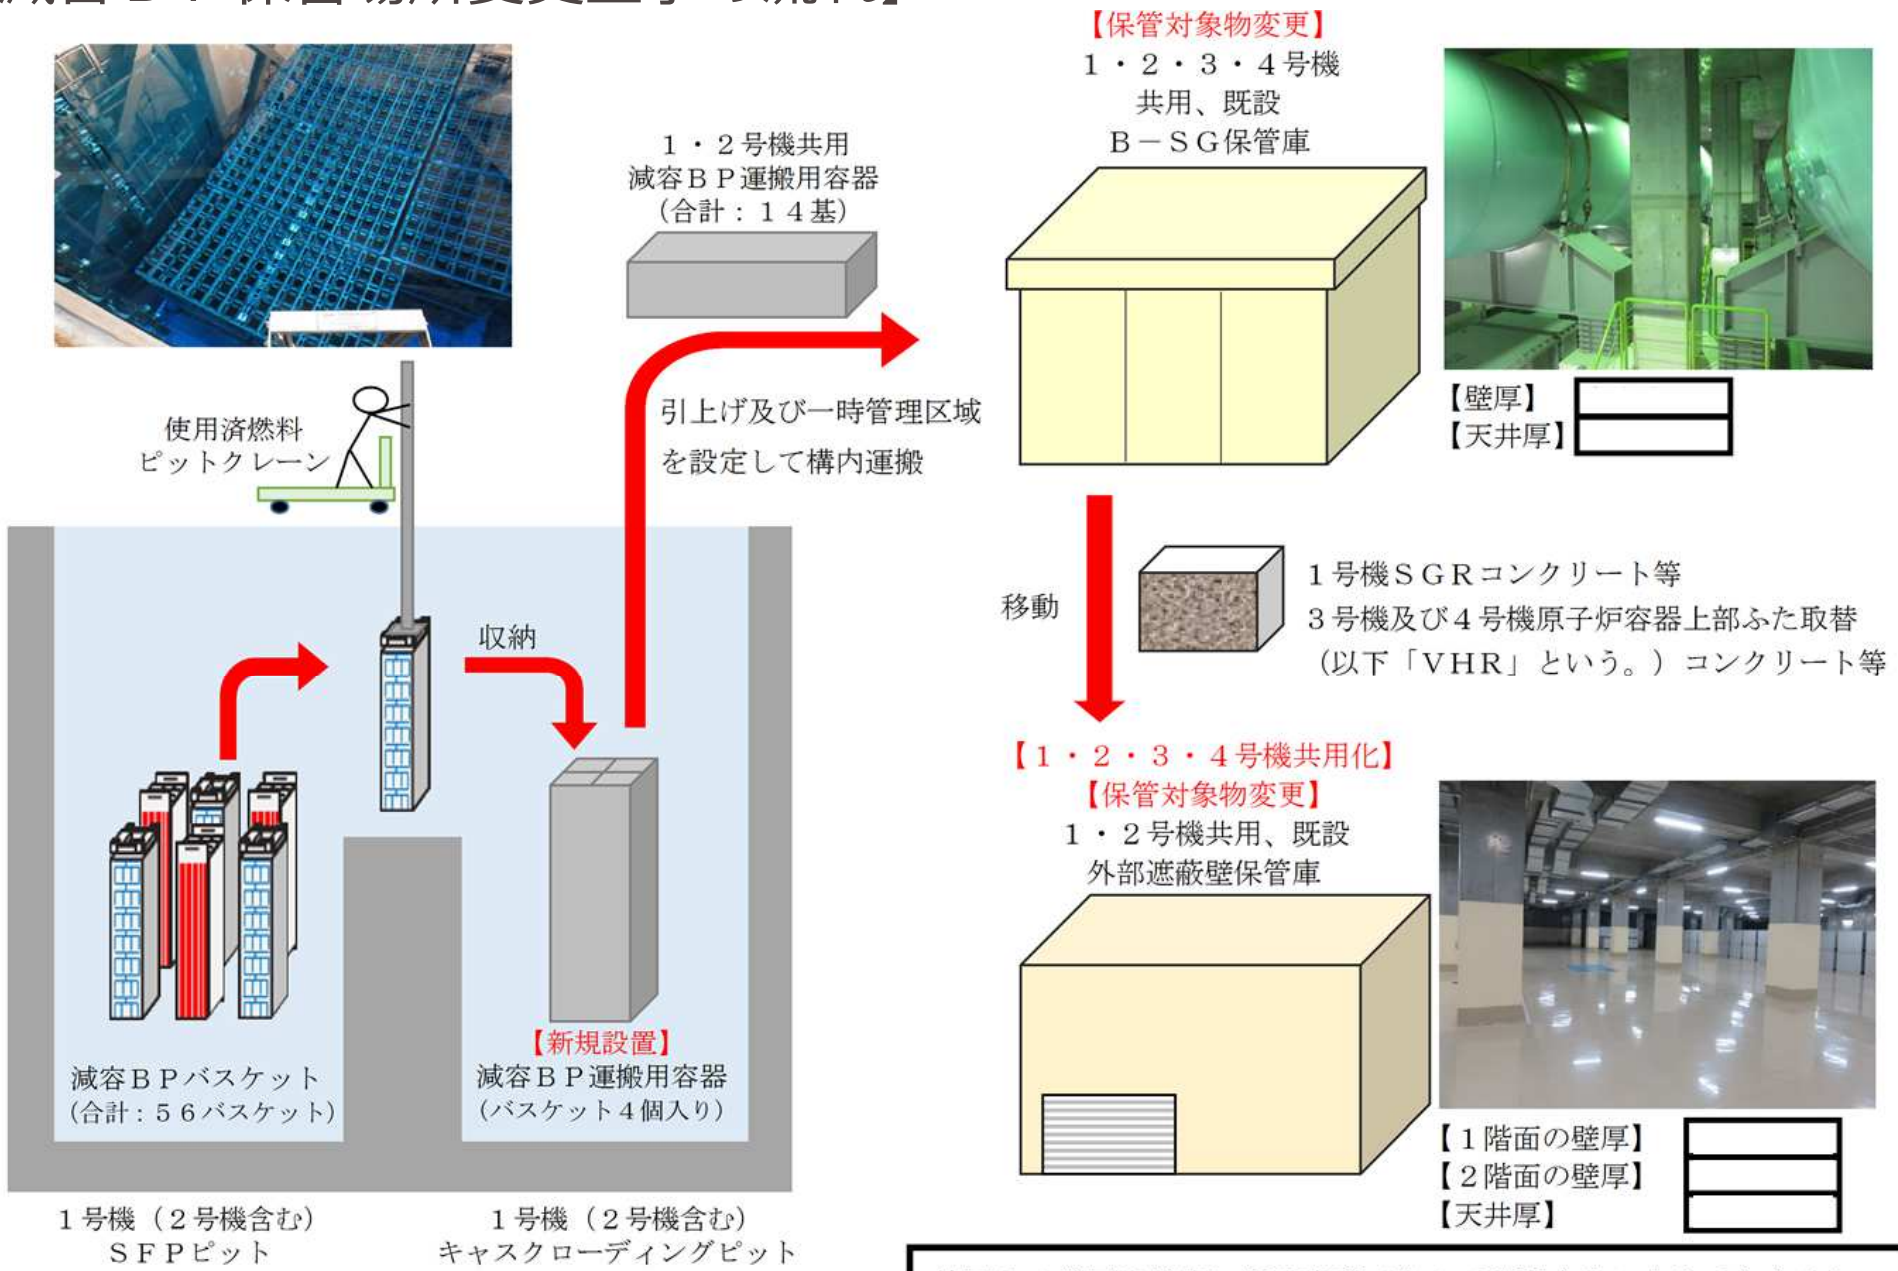 使用済燃料
ピットクレーン
収納
減容ＢＰバスケット
（合計：５６バスケット）
【新規設置】
減容ＢＰ運搬用容器
（バスケット４個入り）
１号機（２号機含む）
ＳＦＰピット
１号機（２号機含む）
キャスクローディングピット
１・２号機共用
減容ＢＰ運搬用容器
（合計：１４基）
引上げ及び一時管理区域
を設定して構内運搬
【保管対象物変更】
１・２・３・４号機
共用、既設
Ｂ－ＳＧ保管庫
【壁厚】
【天井厚】
移動
１号機ＳＧＲコンクリート等
３号機及び４号機原子炉容器上部ふた取替
（以下「ＶＨＲ」という。）コンクリート等
【１・２・３・４号機共用化】
【保管対象物変更】
１・２号機共用、既設
外部遮蔽壁保管庫
【１階面の壁厚】
【２階面の壁厚】
【天井厚】